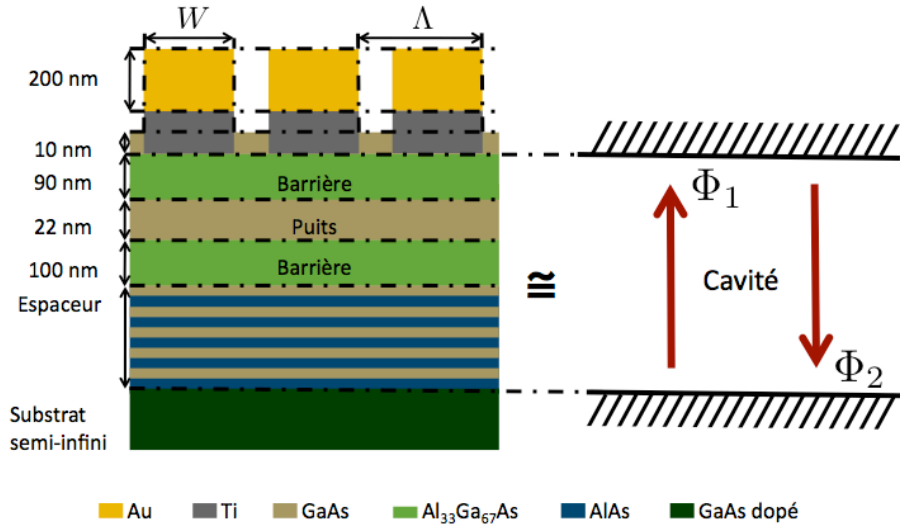 W
Λ
200 nm
10 nm
90 nm
Barrière
22 nm
Puits
100 nm
Barrière
Espaceur
Substrat
semi-infini
≅
Φ₁
Cavité
Φ₂
Au
Ti
GaAs
Al₃₃Ga₆₇As
AlAs
GaAs dopé